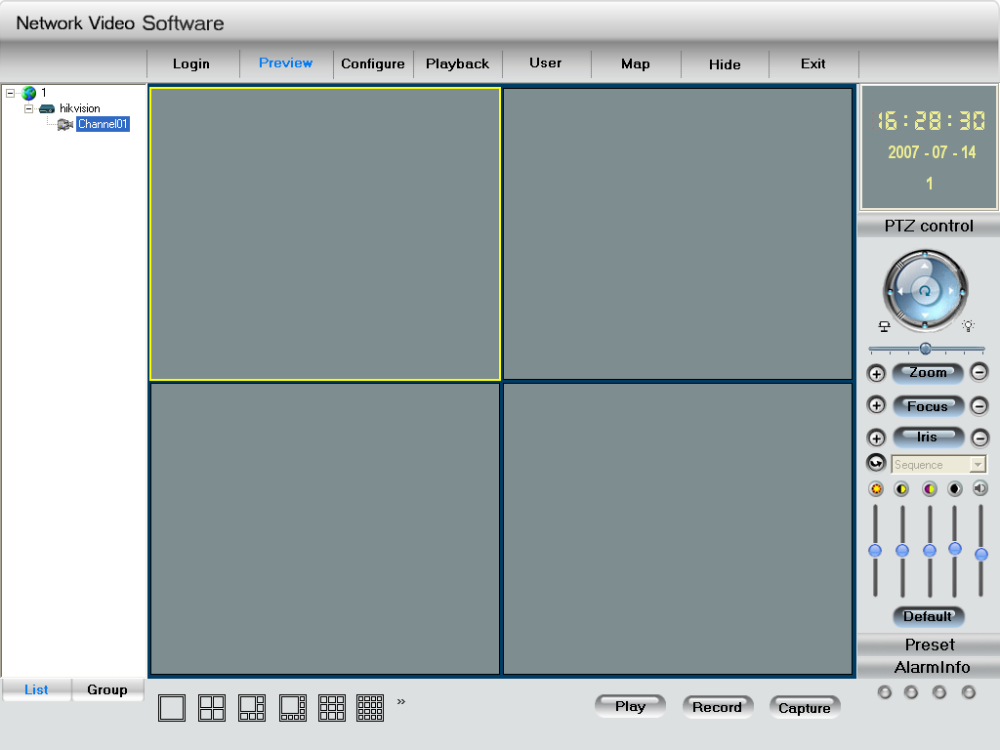 Network Video Software
Login Preview Configure Playback User Map Hide Exit
1
hikvision
Channel01
16:28:30
2007 - 07 - 14
1
PTZ control
Zoom
Focus
Iris
Sequence
Default
Preset
AlarmInfo
List Group
» Play Record Capture